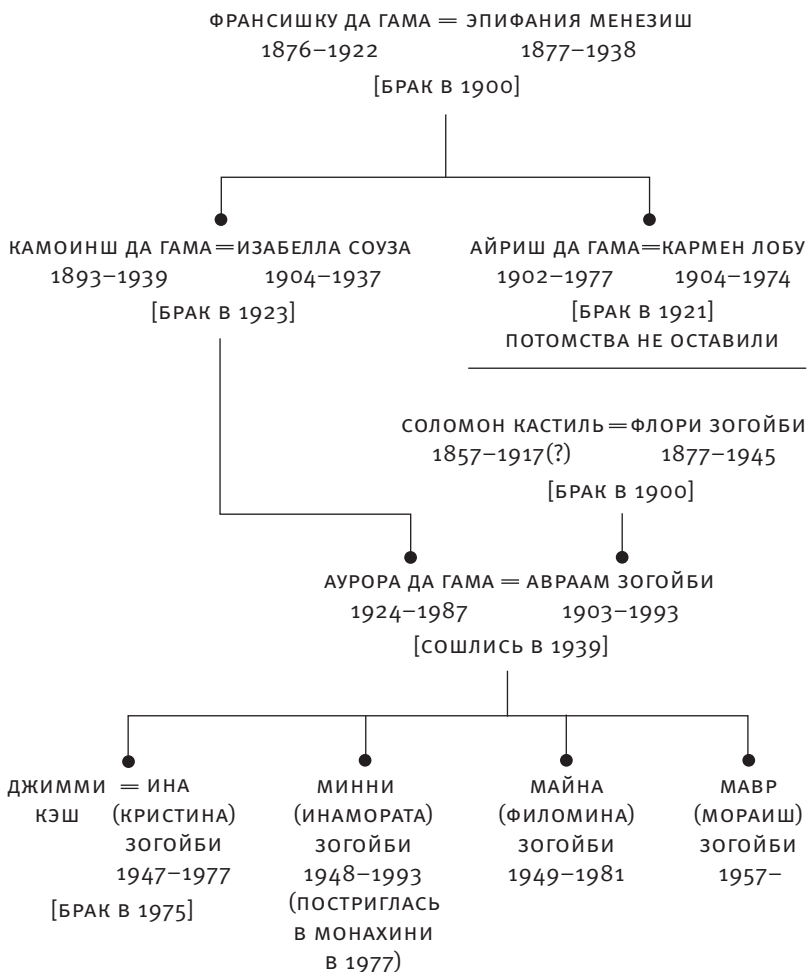 ФРАНСИШКУ ДА ГАМА = ЭПИФАНИЯ МЕНЕЗИШ
1876–1922 1877–1938
[БРАК В 1900]
КАМОИНШ ДА ГАМА=ИЗАБЕЛЛА СОУЗА
1893–1939 1904–1937
[БРАК В 1923]
АЙРИШ ДА ГАМА=КАРМЕН ЛОБУ
1902–1977 1904–1974
[БРАК В 1921]
ПОТОМСТВА НЕ ОСТАВИЛИ
СОЛОМОН КАСТИЛЬ=ФЛОРИ ЗОГОЙБИ
1857–1917(?) 1877–1945
[БРАК В 1900]
АУРОРА ДА ГАМА = АВРААМ ЗОГОЙБИ
1924–1987 1903–1993
[СОШЛИСЬ В 1939]
ДЖИММИ = ИНА
КЭШ (КРИСТИНА)
ЗОГОЙБИ
1947–1977
[БРАК В 1975]
МИННИ
(ИНАМОРАТА)
ЗОГОЙБИ
1948–1993
(ПОСТРИГЛАСЬ
В МОНАХИНИ
В 1977)
МАЙНА
(ФИЛОМИНА)
ЗОГОЙБИ
1949–1981
МАВР
(МОРАИШ)
ЗОГОЙБИ
1957–